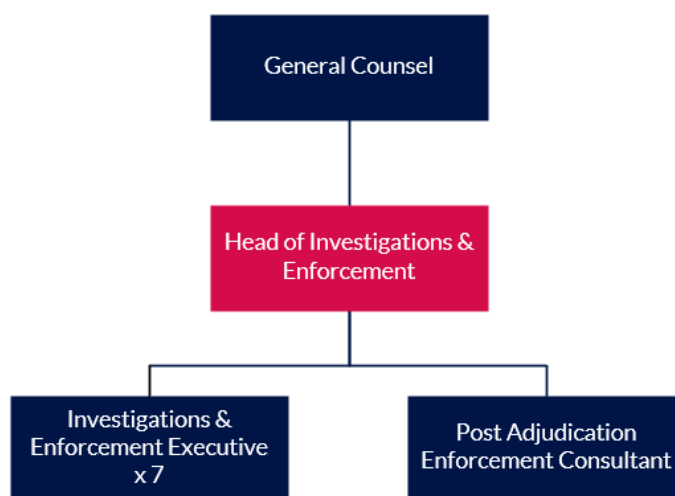 General Counsel
Head of Investigations &
Enforcement
Investigations &
Enforcement Executive
x 7
Post Adjudication
Enforcement Consultant